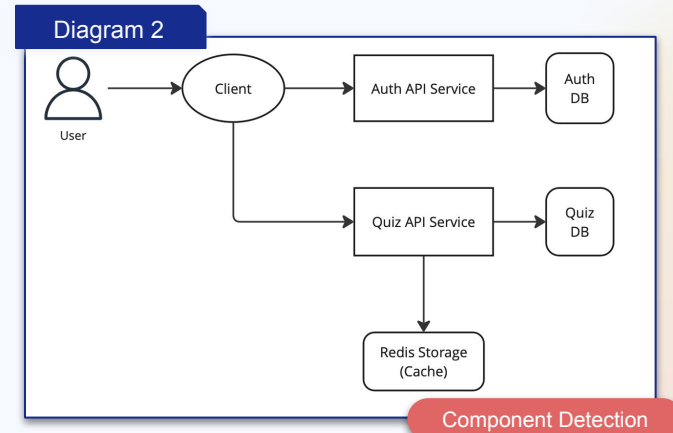 Diagram 2
User
Client
Auth API Service
Auth
DB
Quiz API Service
Quiz
DB
Redis Storage
(Cache)
Component Detection